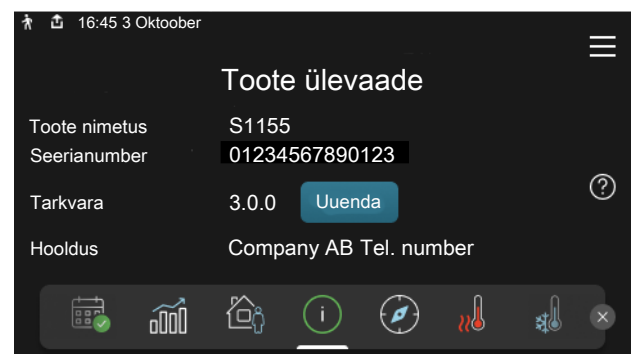 16:45 3 Oktoober
Toote ülevaade
Toote nimetus S1155
Seerianumber 01234567890123
Tarkvara 3.0.0 Uuenda
Hooldus Company AB Tel. number